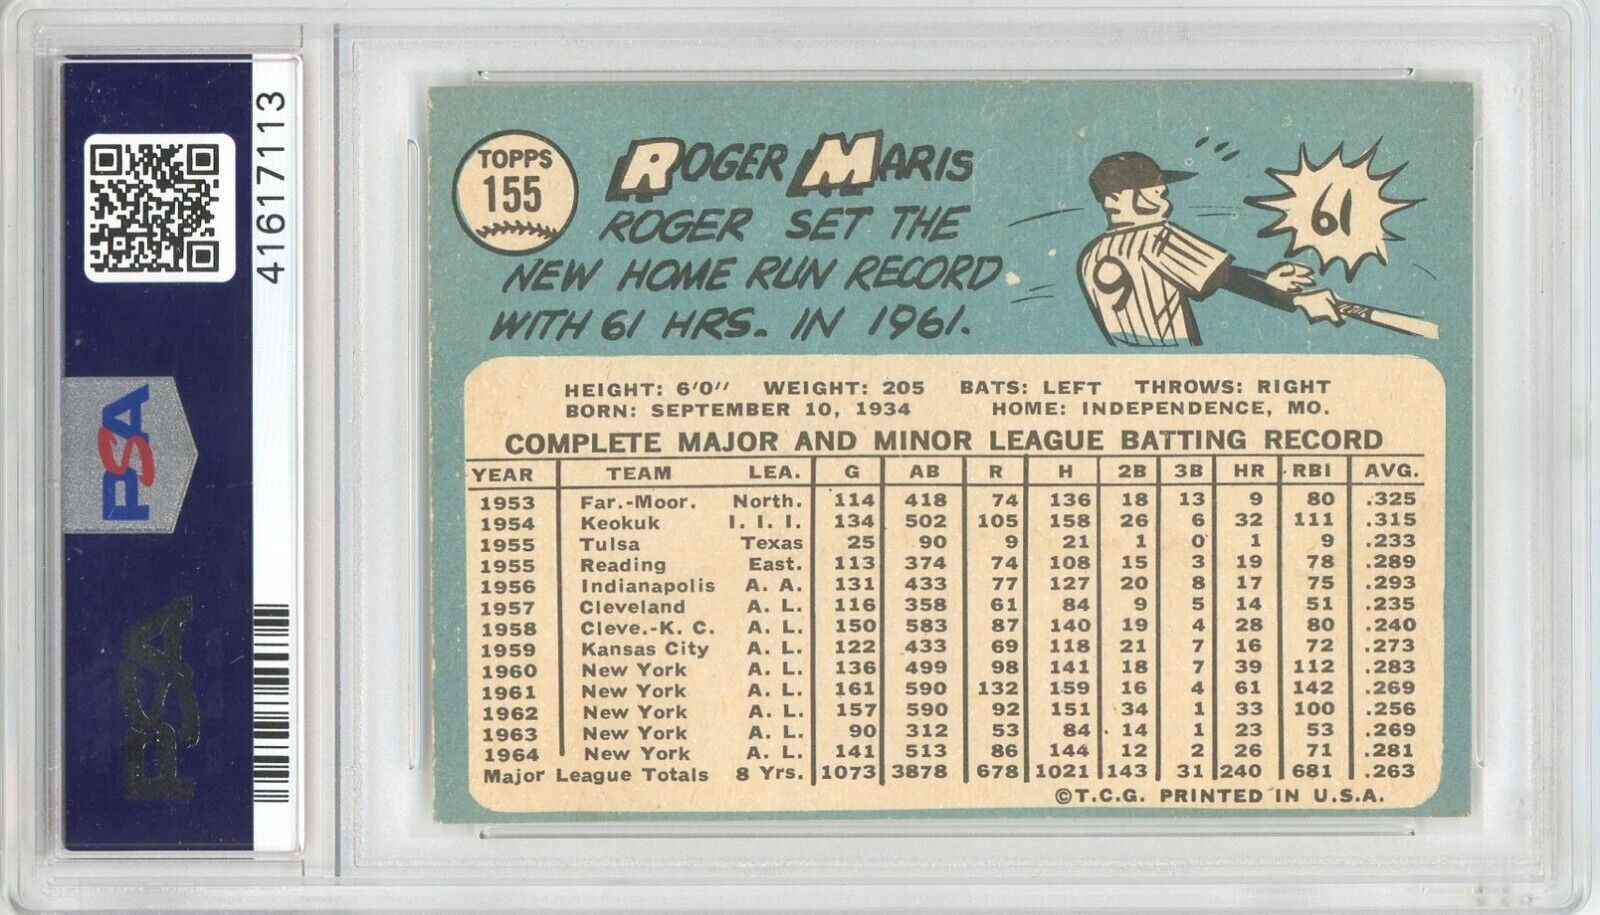 41617113
PSA
PSA
TOPPS
155
ROGER MARIS
ROGER SET THE
NEW HOME RUN RECORD
WITH 61 HRS. IN 1961.
9
61
HEIGHT: 6'0" WEIGHT: 205 BATS: LEFT THROWS: RIGHT
BORN: SEPTEMBER 10, 1934 HOME: INDEPENDENCE, MO.
COMPLETE MAJOR AND MINOR LEAGUE BATTING RECORD
YEAR TEAM LEA. G AB R H 2B 3B HR RBI AVG.
1953 Far.-Moor. North. 114 418 74 136 18 13 9 80 .325
1954 Keokuk I. I. I. 134 502 105 158 26 6 32 111 .315
1955 Tulsa Texas 25 90 9 21 1 0 1 9 .233
1955 Reading East. 113 374 74 108 15 3 19 78 .289
1956 Indianapolis A. A. 131 433 77 127 20 8 17 75 .293
1957 Cleveland A. L. 116 358 61 84 9 5 14 51 .235
1958 Cleve.-K. C. A. L. 150 583 87 140 19 4 28 80 .240
1959 Kansas City A. L. 122 433 69 118 21 7 16 72 .273
1960 New York A. L. 136 499 98 141 18 7 39 112 .283
1961 New York A. L. 161 590 132 159 16 4 61 142 .269
1962 New York A. L. 157 590 92 151 34 1 33 100 .256
1963 New York A. L. 90 312 53 84 14 1 23 53 .269
1964 New York A. L. 141 513 86 144 12 2 26 71 .281
Major League Totals 8 Yrs. 1073 3878 678 1021 143 31 240 681 .263
©T.C.G. PRINTED IN U.S.A.